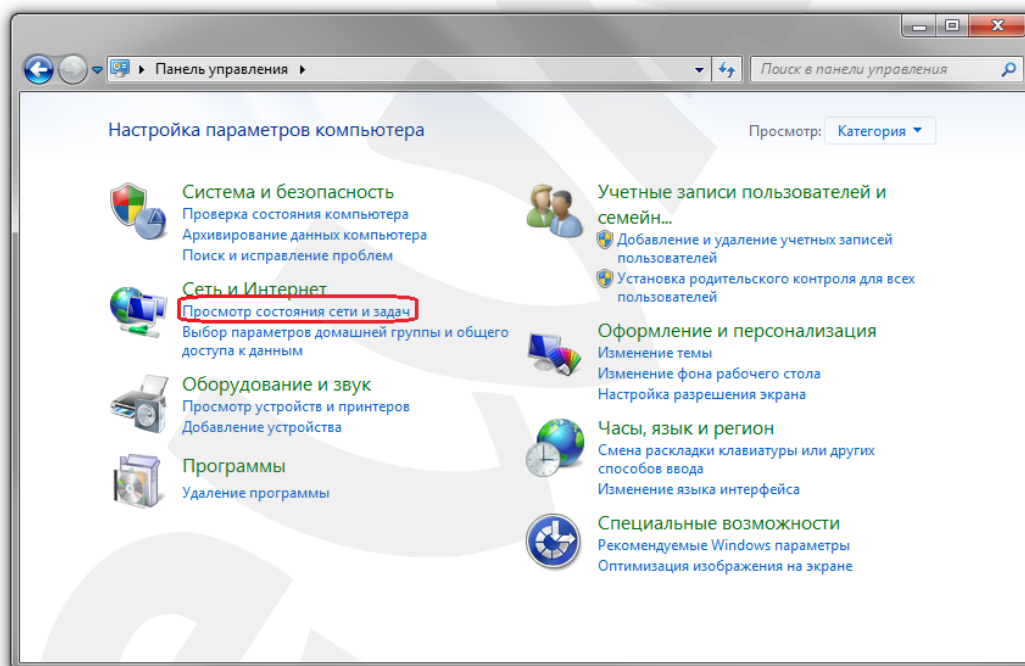 Панель управления
Поиск в панели управления
Настройка параметров компьютера
Просмотр: Категория
Система и безопасность
Проверка состояния компьютера
Архивирование данных компьютера
Поиск и исправление проблем
Сеть и Интернет
Просмотр состояния сети и задач
Выбор параметров домашней группы и общего
доступа к данным
Оборудование и звук
Просмотр устройств и принтеров
Добавление устройства
Программы
Удаление программы
Учетные записи пользователей и
семейн...
Добавление и удаление учетных записей
пользователей
Установка родительского контроля для всех
пользователей
Оформление и персонализация
Изменение темы
Изменение фона рабочего стола
Настройка разрешения экрана
Часы, язык и регион
Смена раскладки клавиатуры или других
способов ввода
Изменение языка интерфейса
Специальные возможности
Рекомендуемые Windows параметры
Оптимизация изображения на экране